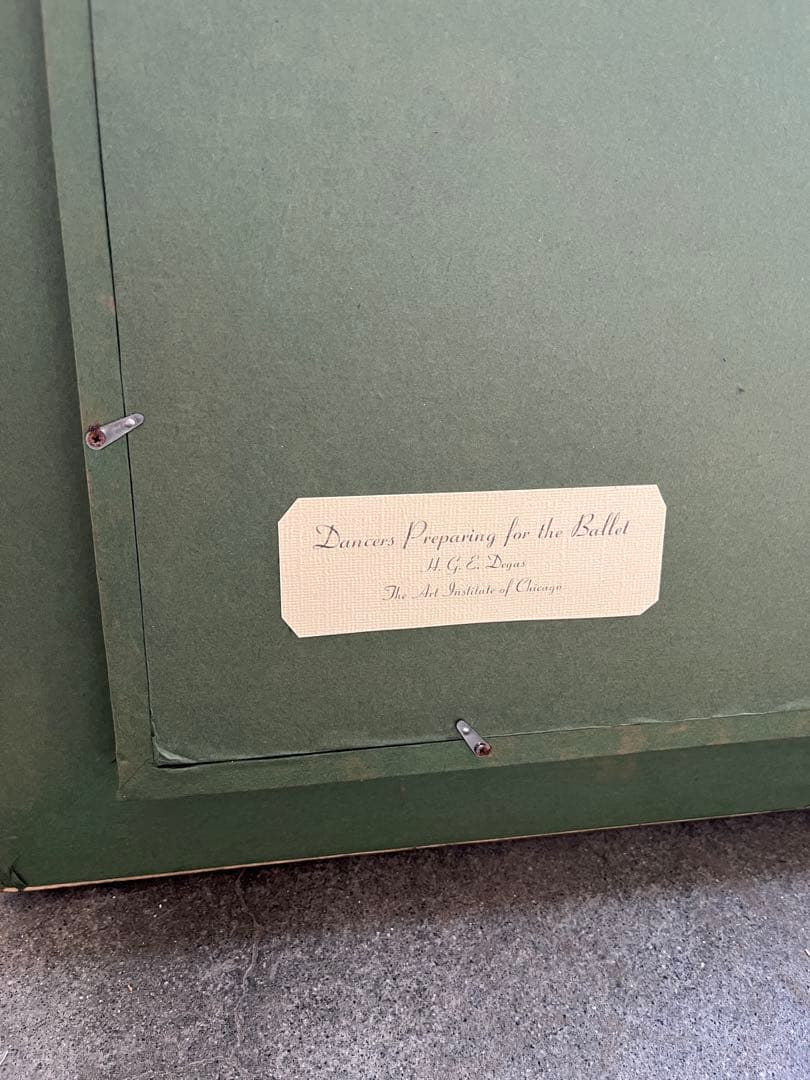 Dancers Preparing for the Ballet
H. G. E. Degas
The Art Institute of Chicago